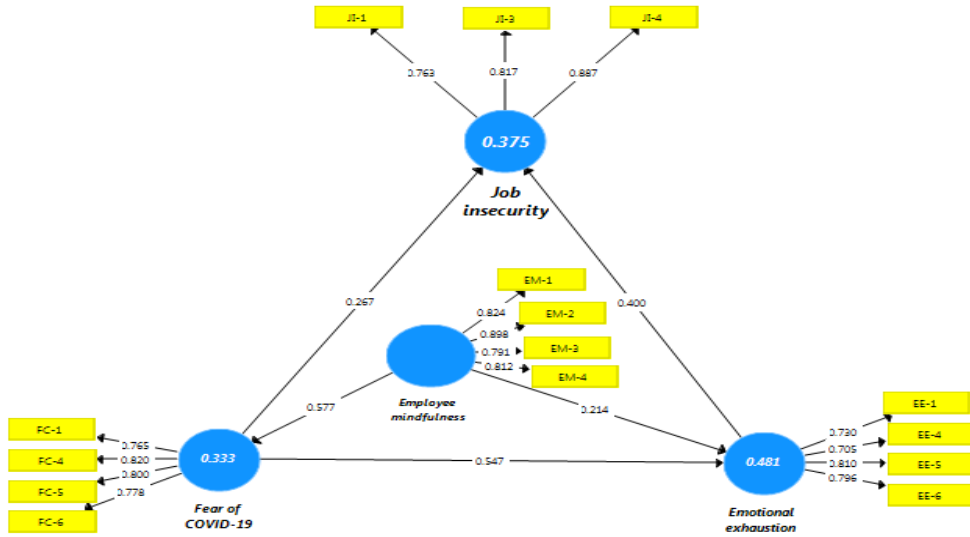 JI-1
JI-3
JI-4
0.763
0.817
0.887
0.375
Job
insecurity
EM-1
0.824
EM-2
0.267
0.898
0.400
EM-3
0.791
0.812
EM-4
Employee
mindfulness
0.577
0.214
EE-1
FC-1
0.730
EE-4
0.765
0.705
FC-4
0.820
0.333
0.547
0.481
0.810
EE-5
0.800
0.796
FC-5
0.778
EE-6
FC-6
Fear of
COVID-19
Emotional
exhaustion